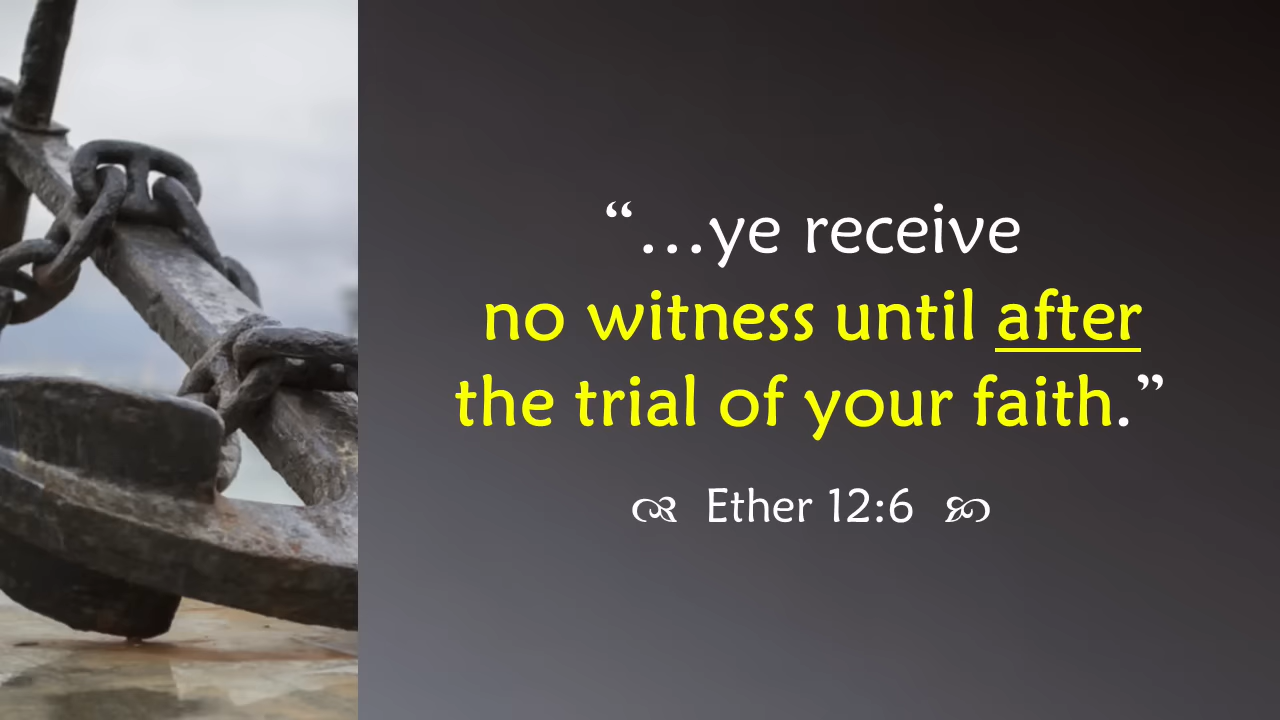 “…ye receive
no witness until after
the trial of your faith.”
Ether 12:6